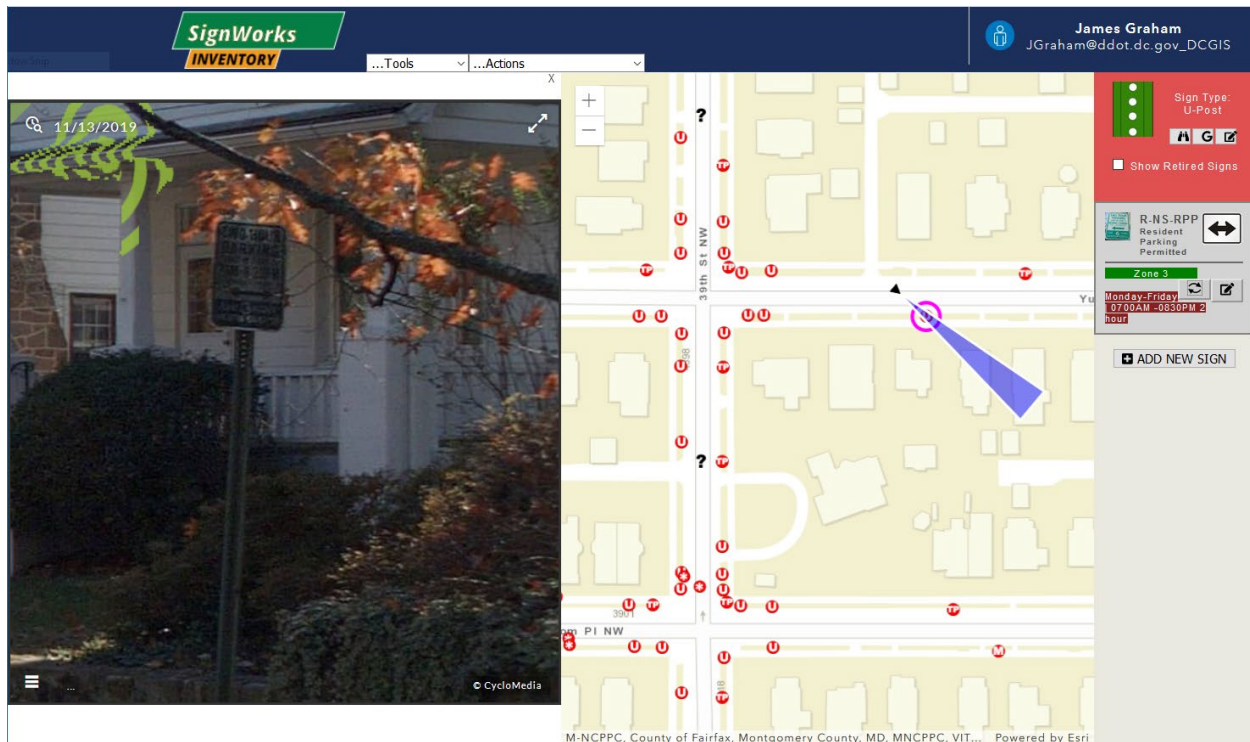 SignWorks
INVENTORY
...Tools
...Actions
James Graham
JGraham@ddot.dc.gov_DCGIS
X
11/13/2019
...
© CycloMedia
+
−
?
39th St NW
Yu
?
3901
om Pl NW
M-NCPPC, County of Fairfax, Montgomery County, MD, MNCPPC, VIT...
Powered by Esri
Sign Type:
U-Post
G
Show Retired Signs
R-NS-RPP
Resident
Parking
Permitted
Zone 3
Monday-Friday
0700AM -0830PM 2
hour
ADD NEW SIGN